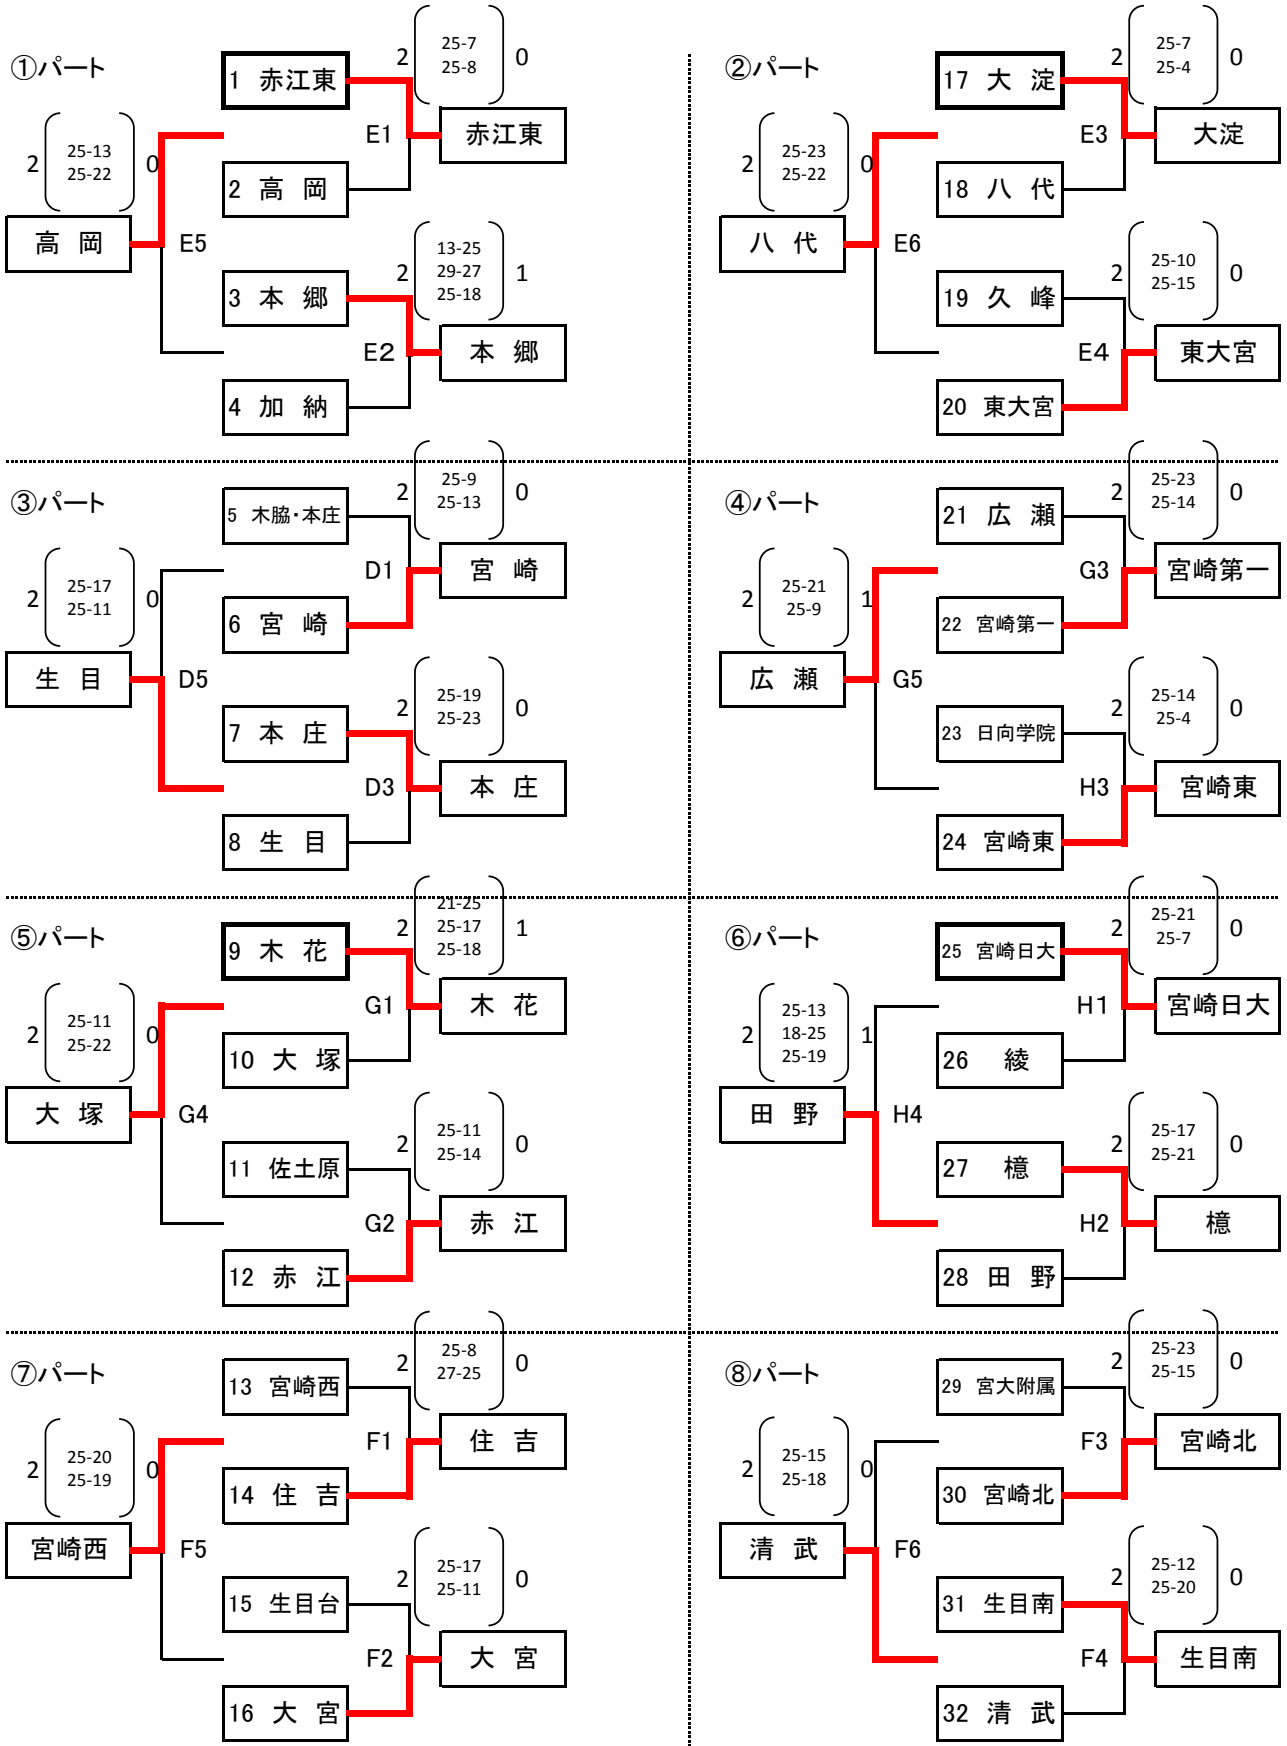 ①パート
1 赤江東
2 25-7 0
25-8
E1
赤江東
2 25-13 0
25-22
2 高 岡
高 岡
E5
3 本 郷
13-25
2 29-27 1
25-18
E2
本 郷
4 加 納
②パート
17 大 淀
2 25-7 0
25-4
E3
大淀
2 25-23 0
25-22
18 八 代
八 代
E6
19 久 峰
2 25-10 0
25-15
E4
東大宮
20 東大宮
③パート
5 木脇・本庄
2 25-9 0
25-13
D1
宮 崎
2 25-17 0
25-11
6 宮 崎
生 目
D5
7 本 庄
2 25-19 0
25-23
D3
本 庄
8 生 目
④パート
21 広 瀬
2 25-23 0
25-14
G3
宮崎第一
2 25-21 1
25-9
22 宮崎第一
広 瀬
G5
23 日向学院
2 25-14 0
25-4
H3
宮崎東
24 宮崎東
⑤パート
9 木 花
21-25
2 25-17 1
25-18
G1
木 花
2 25-11 0
25-22
10 大 塚
大 塚
G4
11 佐土原
2 25-11 0
25-14
G2
赤 江
12 赤 江
⑥パート
25 宮崎日大
2 25-21 0
25-7
H1
宮崎日大
25-13
2 18-25 1
25-19
26 綾
田 野
H4
27 檍
2 25-17 0
25-21
H2
檍
28 田 野
⑦パート
13 宮崎西
2 25-8 0
27-25
F1
住 吉
2 25-20 0
25-19
14 住 吉
宮崎西
F5
15 生目台
2 25-17 0
25-11
F2
大 宮
16 大 宮
⑧パート
29 宮大附属
2 25-23 0
25-15
F3
宮崎北
2 25-15 0
25-18
30 宮崎北
清 武
F6
31 生目南
2 25-12 0
25-20
F4
生目南
32 清 武